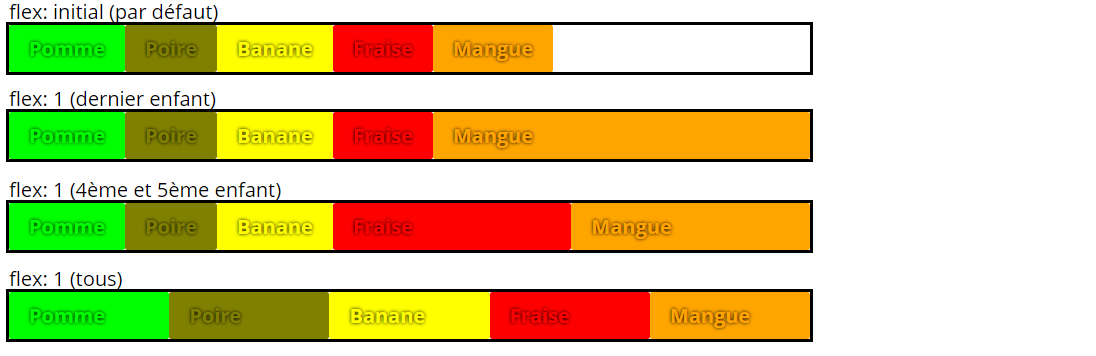 flex: initial (par défaut)
Pomme Poire Banane Fraise Mangue
flex: 1 (dernier enfant)
Pomme Poire Banane Fraise Mangue
flex: 1 (4ème et 5ème enfant)
Pomme Poire Banane Fraise Mangue
flex: 1 (tous)
Pomme Poire Banane Fraise Mangue